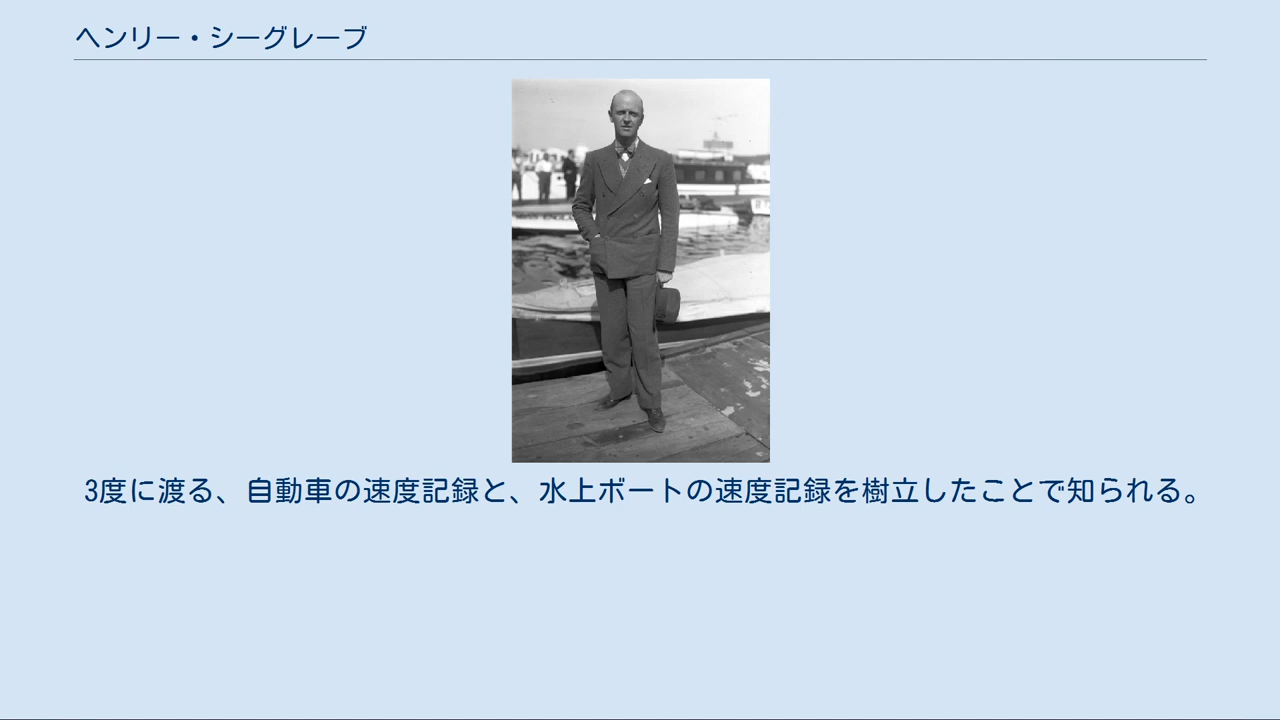 ヘンリー・シーグレーブ
3度に渡る、自動車の速度記録と、水上ボートの速度記録を樹立したことで知られる。